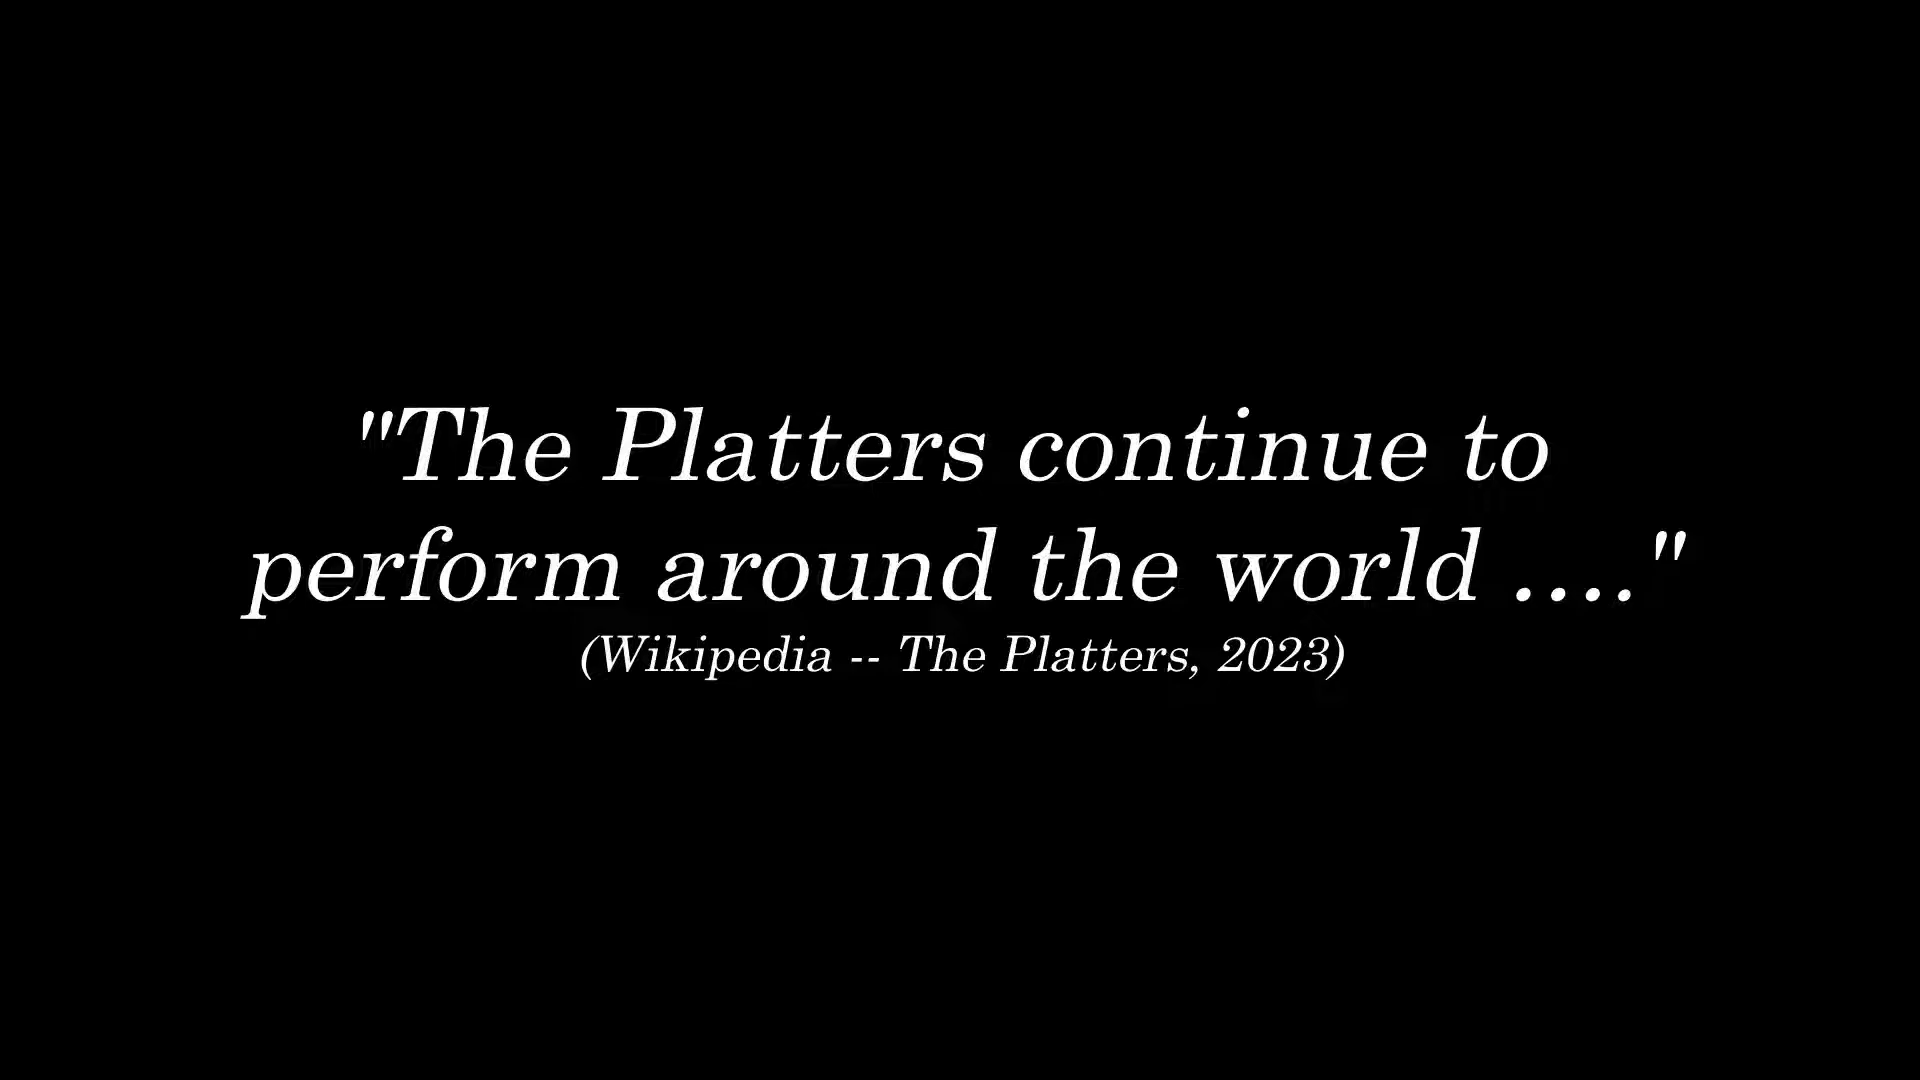 "The Platters continue to
perform around the world ...."
(Wikipedia -- The Platters, 2023)